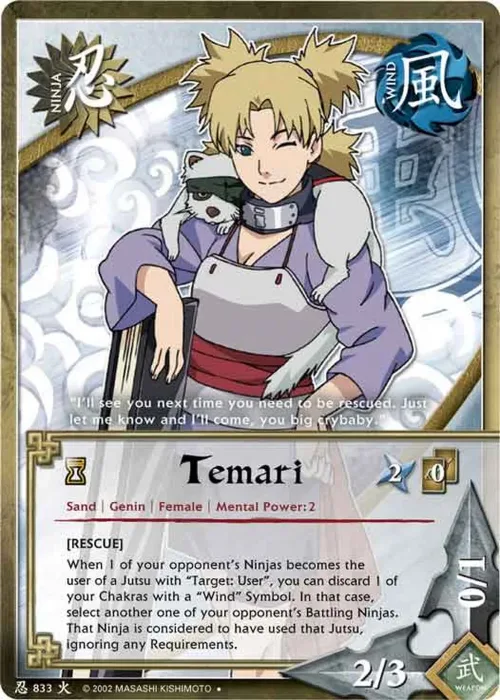 NINJA
忍
WIND
風
"I'll see you next time you need to be rescued. Just
let me know and I'll come, you big crybaby."
Temari
2
0
Sand | Genin | Female | Mental Power: 2
[RESCUE]
When 1 of your opponent's Ninjas becomes the
user of a Jutsu with "Target: User", you can discard 1 of
your Chakras with a "Wind" Symbol. In that case,
select another one of your opponent's Battling Ninjas.
That Ninja is considered to have used that Jutsu,
ignoring any Requirements.
0/1
2/3
武
WEAPON
忍 833 火 © 2002 MASASHI KISHIMOTO •